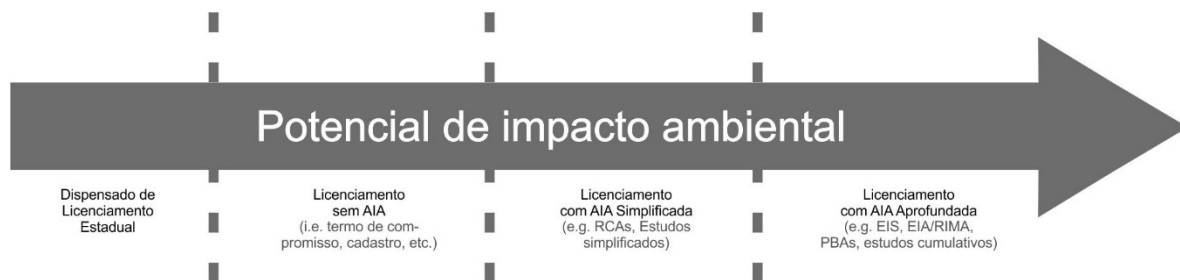 Potencial de impacto ambiental
Dispensado de
Licenciamento
Estadual
Licenciamento
sem AIA
(i.e. termo de com-
promisso, cadastro, etc.)
Licenciamento
com AIA Simplificada
(e.g. RCAs, Estudos
simplificados)
Licenciamento
com AIA Aprofundada
(e.g. EIS, EIA/RIMA,
PBAs, estudos cumulativos)